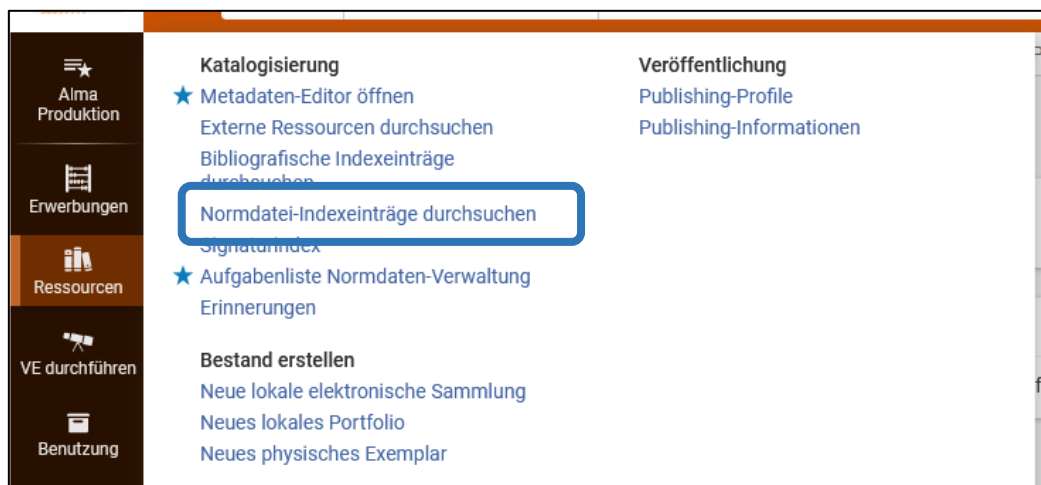 Alma
Produktion
Erwerbungen
Ressourcen
VE durchführen
Benutzung
Katalogisierung
Metadaten-Editor öffnen
Externe Ressourcen durchsuchen
Bibliografische Indexeinträge
durchsuchen
Normdatei-Indexeinträge durchsuchen
Signaturindex
Aufgabenliste Normdaten-Verwaltung
Erinnerungen
Bestand erstellen
Neue lokale elektronische Sammlung
Neues lokales Portfolio
Neues physisches Exemplar
Veröffentlichung
Publishing-Profile
Publishing-Informationen